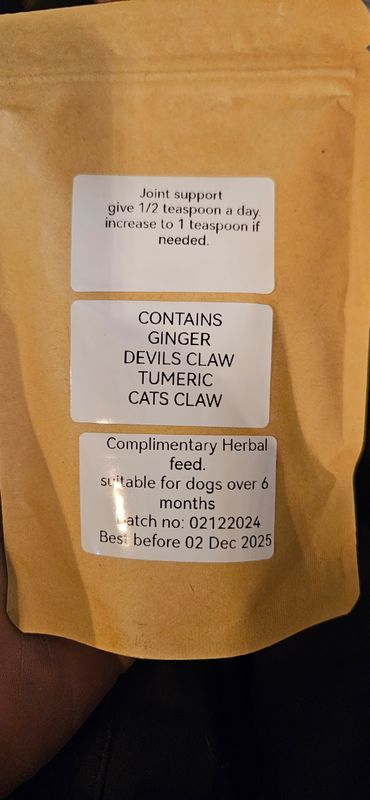 Joint support
give 1/2 teaspoon a day.
increase to 1 teaspoon if
needed.
CONTAINS
GINGER
DEVILS CLAW
TUMERIC
CATS CLAW
Complimentary Herbal
feed.
suitable for dogs over 6
months
Batch no: 02122024
Best before 02 Dec 2025